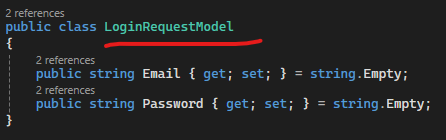 2 references
public class LoginRequestModel
{
2 references
public string Email { get; set; } = string.Empty;
2 references
public string Password { get; set; } = string.Empty;
}